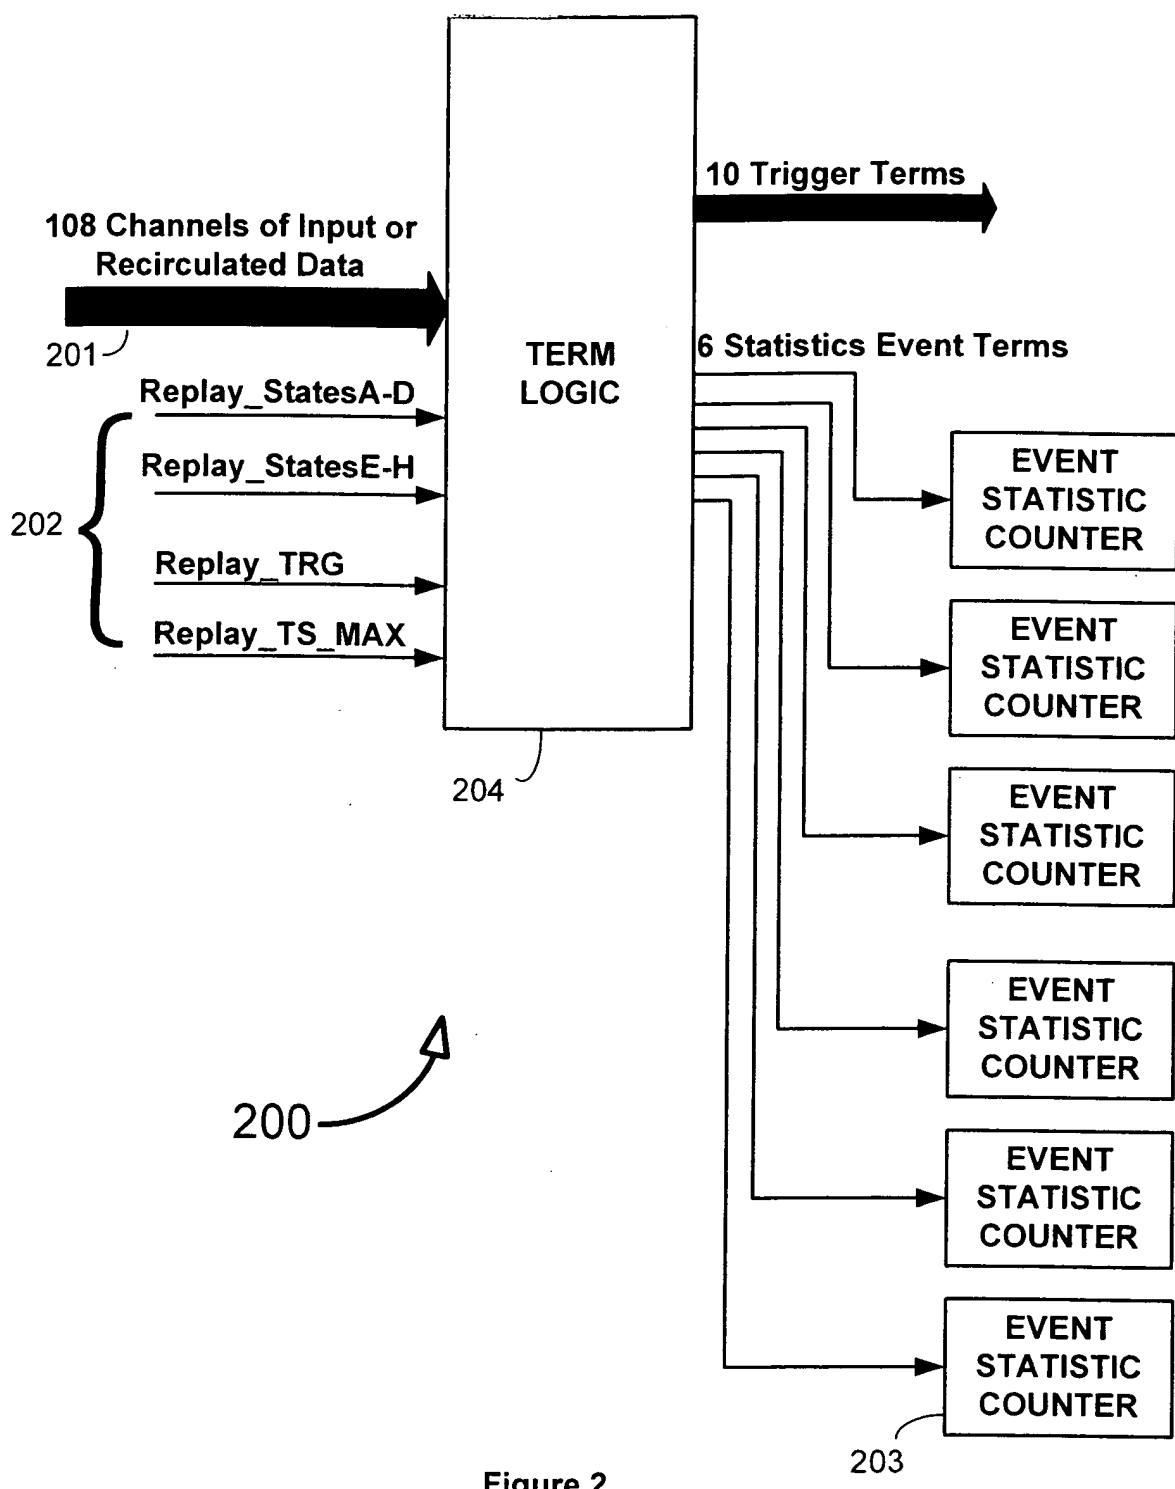 10 Trigger Terms
108 Channels of Input or
Recirculated Data
201
TERM
LOGIC
6 Statistics Event Terms
Replay_StatesA-D
Replay_StatesE-H
202
Replay_TRG
Replay_TS_MAX
204
EVENT
STATISTIC
COUNTER
EVENT
STATISTIC
COUNTER
EVENT
STATISTIC
COUNTER
EVENT
STATISTIC
COUNTER
200
EVENT
STATISTIC
COUNTER
EVENT
STATISTIC
COUNTER
203
Figure 2